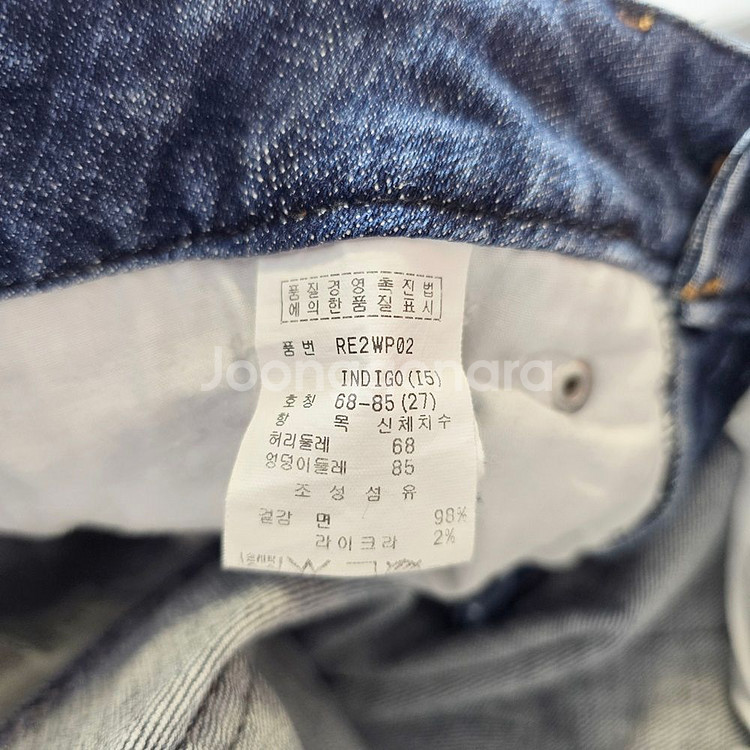 품질경영촉진법
에의한품질표시
품번 RE2WP02
Joongonara
INDIGO(I5)
호칭 68-85(27)
항 목 신체치수
허리둘레 68
엉덩이둘레 85
조성섬유
겉감 면 98%
라이크라 2%